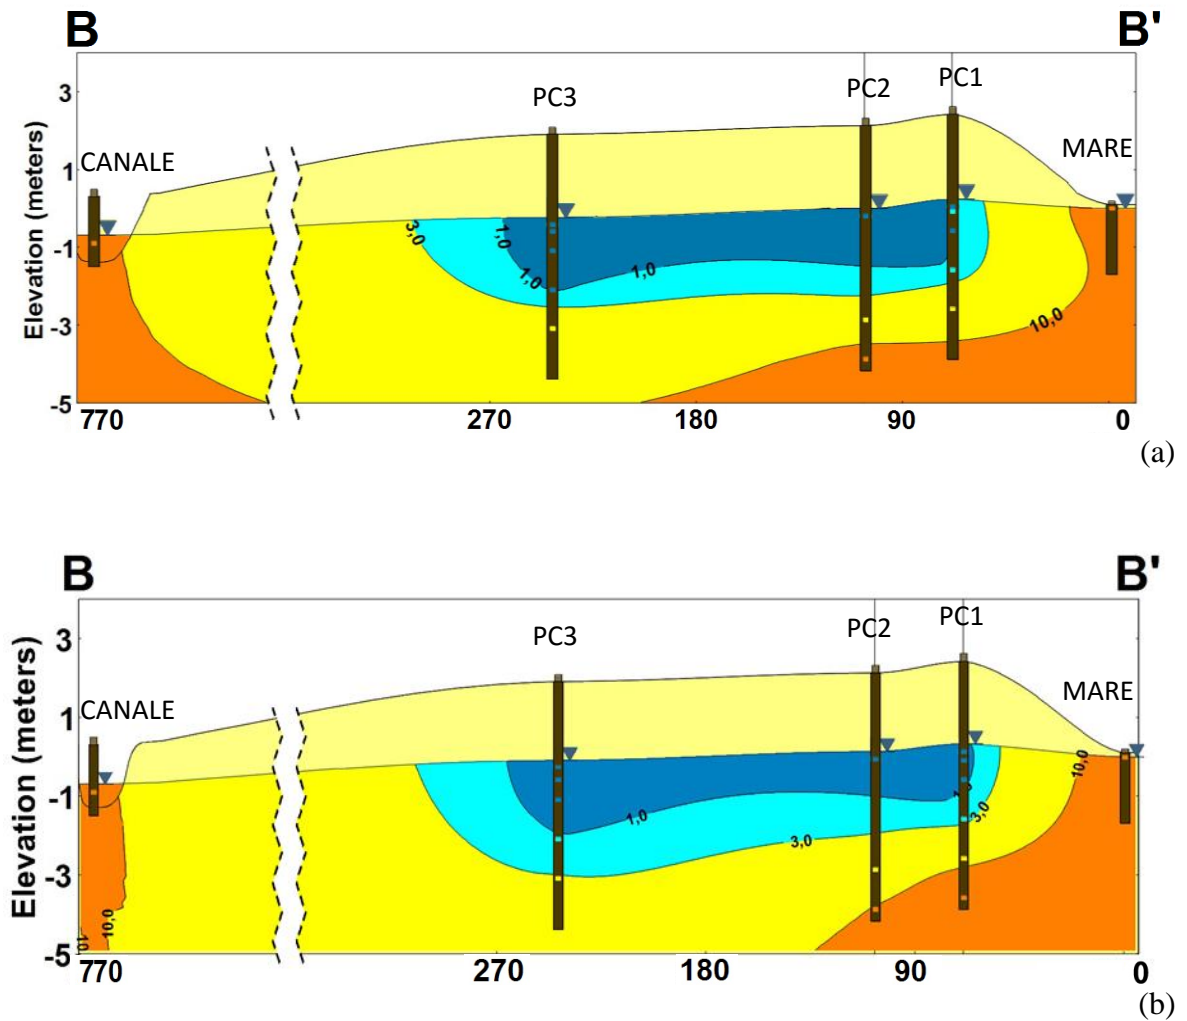 B B'
PC3 PC2 PC1
CANALE MARE
Elevation (meters)
3
1
-1
-3
-5
3,0 1,0 1,0 1,0 10,0
770 270 180 90 0
(a)
B B'
PC3 PC2 PC1
CANALE MARE
Elevation (meters)
3
1
-1
-3
-5
1,0 3,0 3,0 10,0
10,0
10
770 270 180 90 0
(b)